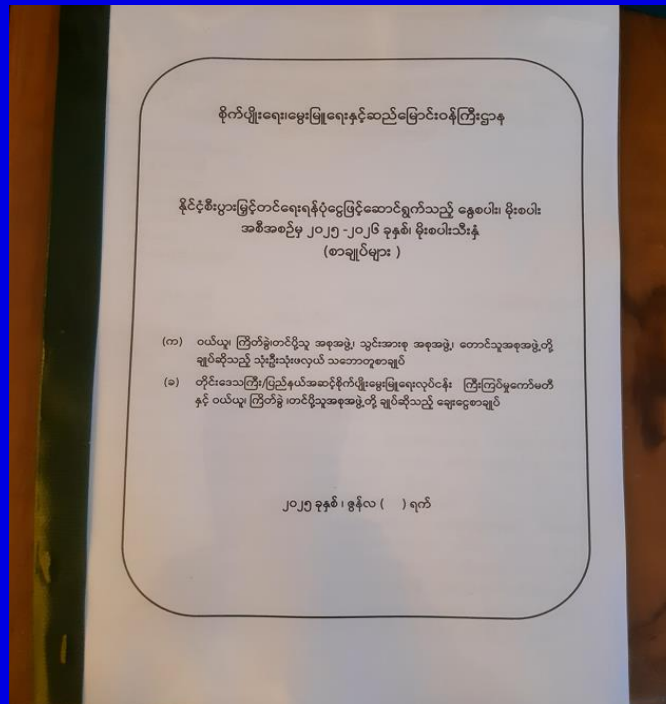 စိုက်ပျိုးရေး၊မွေးမြူရေးနှင့်ဆည်မြောင်းဝန်ကြီးဌာန
နိုင်ငံ့စီးပွားမြှင့်တင်ရေးရန်ပုံငွေဖြင့်ဆောင်ရွက်သည့် နွေစပါး၊ မိုးစပါး
အစီအစဉ်မှ ၂၀၂၅ -၂၀၂၆ ခုနှစ်၊ မိုးစပါးသီးနှံ
(စာချုပ်များ )
(က) ဝယ်ယူ၊ ကြိတ်ခွဲ၊တင်ပို့သူ အစုအဖွဲ့၊ သွင်းအားစု အစုအဖွဲ့၊ တောင်သူအစုအဖွဲ့တို့
ချုပ်ဆိုသည့် သုံးဦးသုံးဖလှယ် သဘောတူစာချုပ်
(ခ) တိုင်းဒေသကြီး/ပြည်နယ်အဆင့်စိုက်ပျိုးမွေးမြူရေးလုပ်ငန်း ကြီးကြပ်မှုကော်မတီ
နှင့် ဝယ်ယူ၊ ကြိတ်ခွဲ ၊တင်ပို့သူအစုအဖွဲ့တို့ ချုပ်ဆိုသည့် ချေးငွေစာချုပ်
၂၀၂၅ ခုနှစ် ၊ ဇွန်လ ( ) ရက်